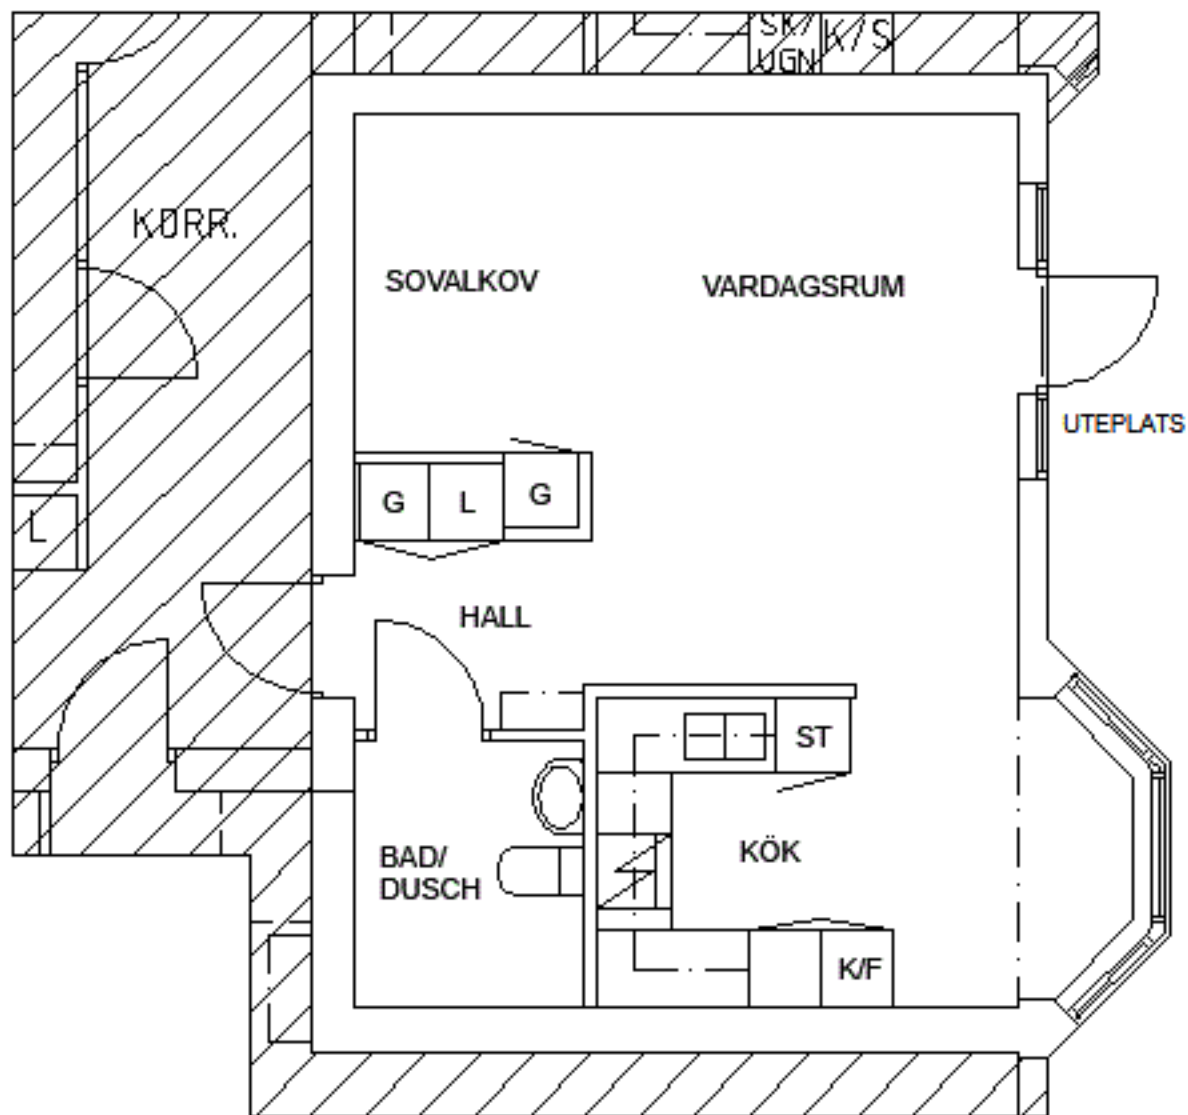 SK/
UGN
K/S
KORR.
SOVALKOV
VARDAGSRUM
UTEPLATS
G
L
G
L
HALL
ST
KÖK
BAD/
DUSCH
K/F